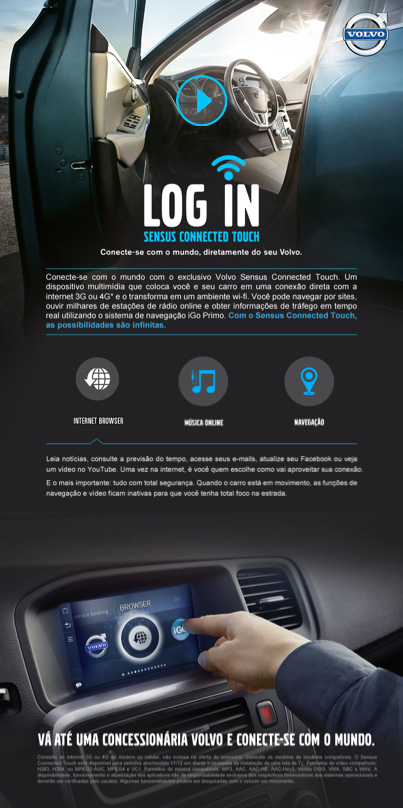 VOLVO
LOG IN
SENSUS CONNECTED TOUCH
Conecte-se com o mundo, diretamente do seu Volvo.
Conecte-se com o mundo com o exclusivo Volvo Sensus Connected Touch. Um
dispositivo multimídia que coloca você e seu carro em uma conexão direta com a
internet 3G ou 4G* e o transforma em um ambiente wi-fi. Você pode navegar por sites,
ouvir milhares de estações de rádio online e obter informações de tráfego em tempo
real utilizando o sistema de navegação iGo Primo. Com o Sensus Connected Touch,
as possibilidades são infinitas.
INTERNET BROWSER
MÚSICA ONLINE
NAVEGAÇÃO
Leia notícias, consulte a previsão do tempo, acesse seus e-mails, atualize seu Facebook ou veja
um vídeo no YouTube. Uma vez na internet, é você quem escolhe como vai aproveitar sua conexão.
E o mais importante: tudo com total segurança. Quando o carro está em movimento, as funções de
navegação e vídeo ficam inativas para que você tenha total foco na estrada.
BROWSER
VOLVO
iGO
VÁ ATÉ UMA CONCESSIONÁRIA VOLVO E CONECTE-SE COM O MUNDO.